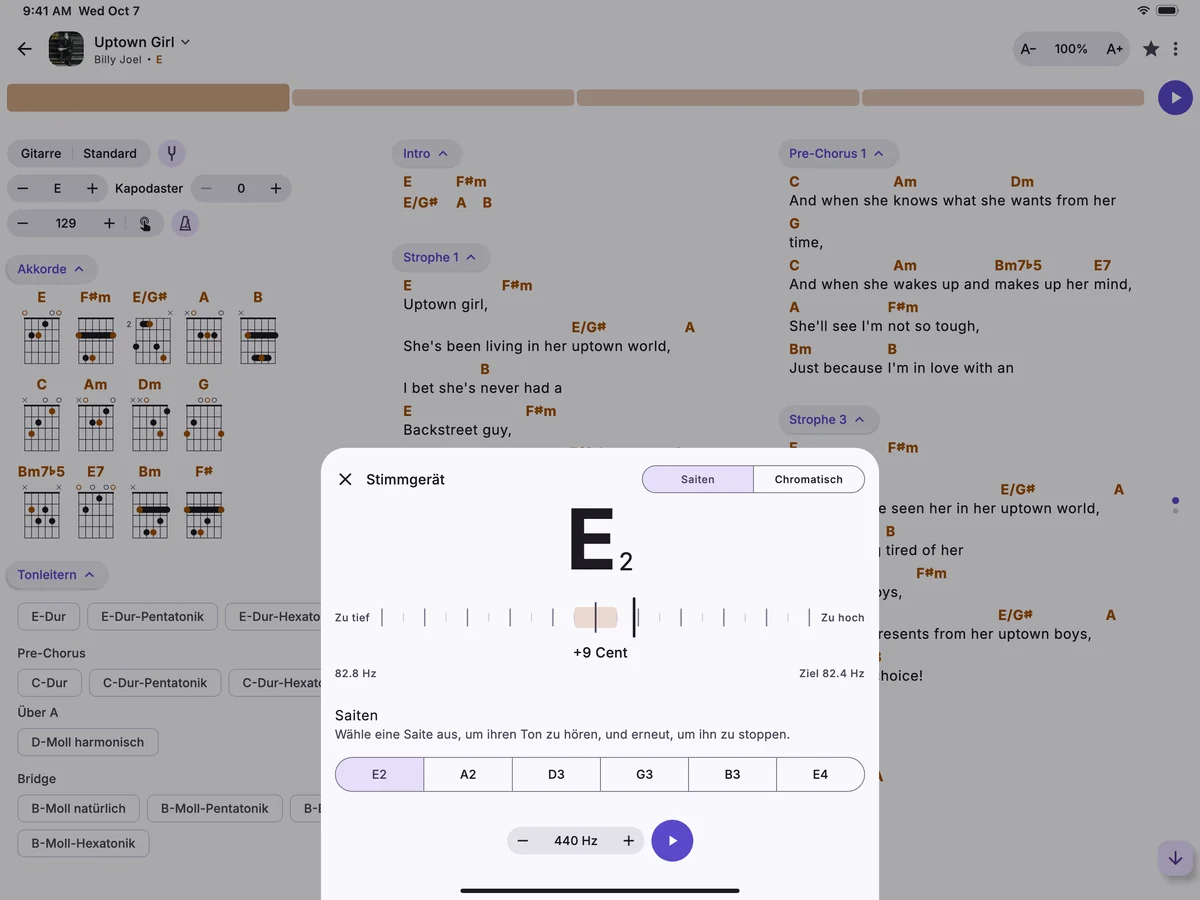 9:41 AM Wed Oct 7
Uptown Girl
Billy Joel • E
A- 100% A+
Gitarre Standard
− E + Kapodaster − 0 +
− 129 +
Akkorde
E F#m E/G# A B
2
C Am Dm G
Bm7♭5 E7 Bm F#
Tonleitern
E-Dur E-Dur-Pentatonik
Pre-Chorus
C-Dur C-Dur-Pentatonik
Über A
D-Moll harmonisch
Bridge
B-Moll natürlich B-Moll-Pentatonik
B-Moll-Hexatonik
Intro
E F#m
E/G# A B
Strophe 1
E F#m
Uptown girl,
E/G# A
She's been living in her uptown world,
B
I bet she's never had a
E F#m
Backstreet guy,
Pre-Chorus 1
C Am Dm
And when she knows what she wants from her
G
time,
C Am Bm7♭5 E7
And when she wakes up and makes up her mind,
A F#m
She'll see I'm not so tough,
Bm B
Just because I'm in love with an
Strophe 3
E F#m
E/G# A
seen her in her uptown world,
B
tired of her
F#m
E/G# A
from her uptown boys,
Stimmgerät
Saiten Chromatisch
E2
Zu tief Zu hoch
+9 Cent
82.8 Hz Ziel 82.4 Hz
Saiten
Wähle eine Saite aus, um ihren Ton zu hören, und erneut, um ihn zu stoppen.
E2 A2 D3 G3 B3 E4
− 440 Hz +